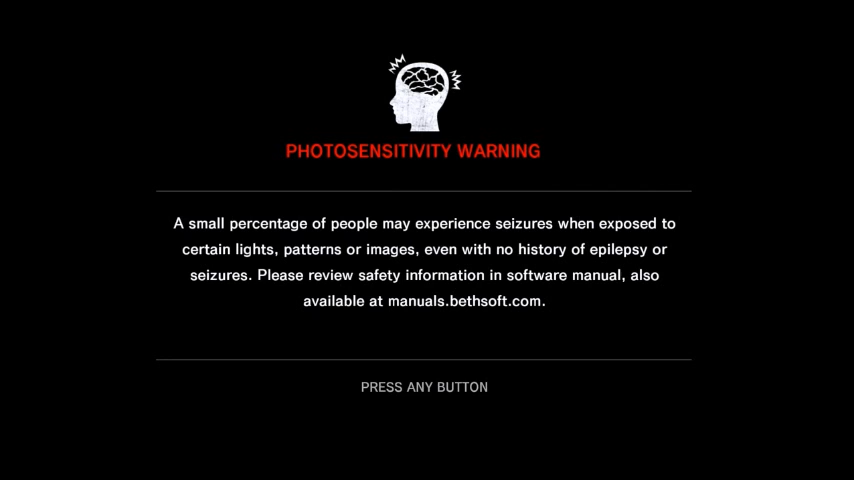 PHOTOSENSITIVITY WARNING
A small percentage of people may experience seizures when exposed to
certain lights, patterns or images, even with no history of epilepsy or
seizures. Please review safety information in software manual, also
available at manuals.bethsoft.com.
PRESS ANY BUTTON